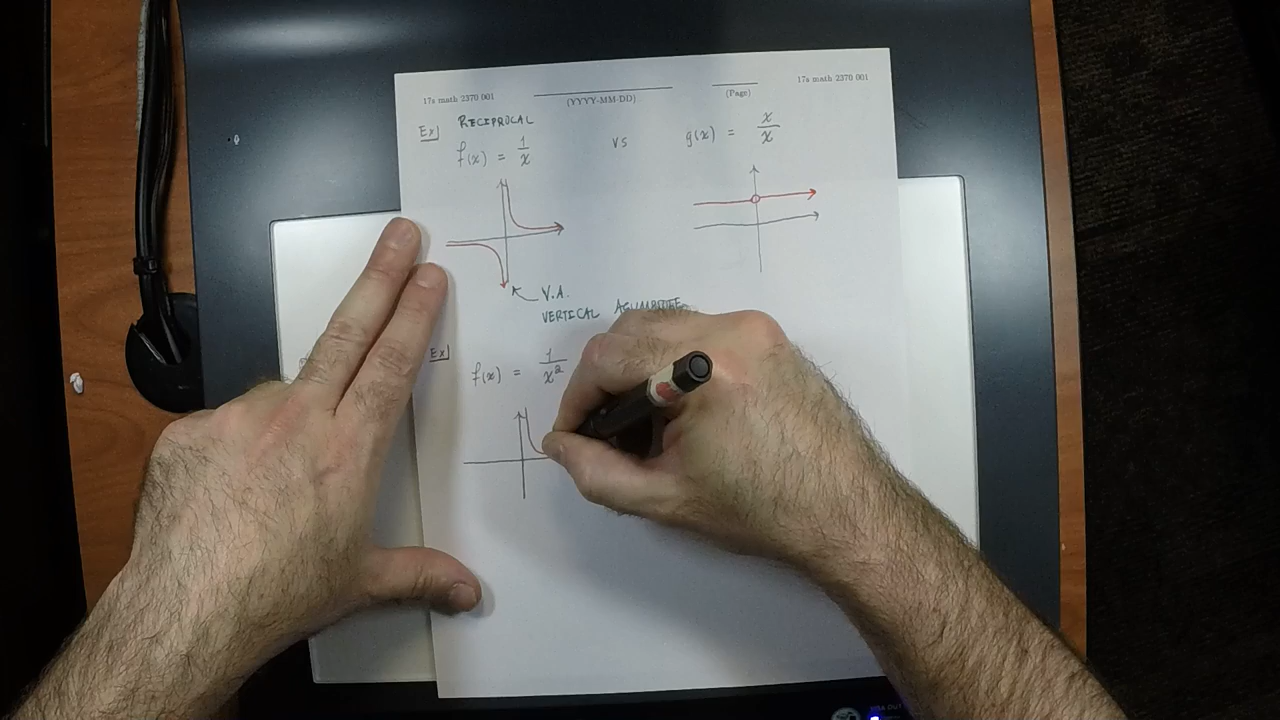 17s math 2370 001
(YYYY-MM-DD)
(Page)
17s math 2370 001
Ex] RECIPROCAL
f(x) = 1/x vs g(x) = x/x
V.A.
VERTICAL ASYMPTOTE
Ex] f(x) = 1/x²